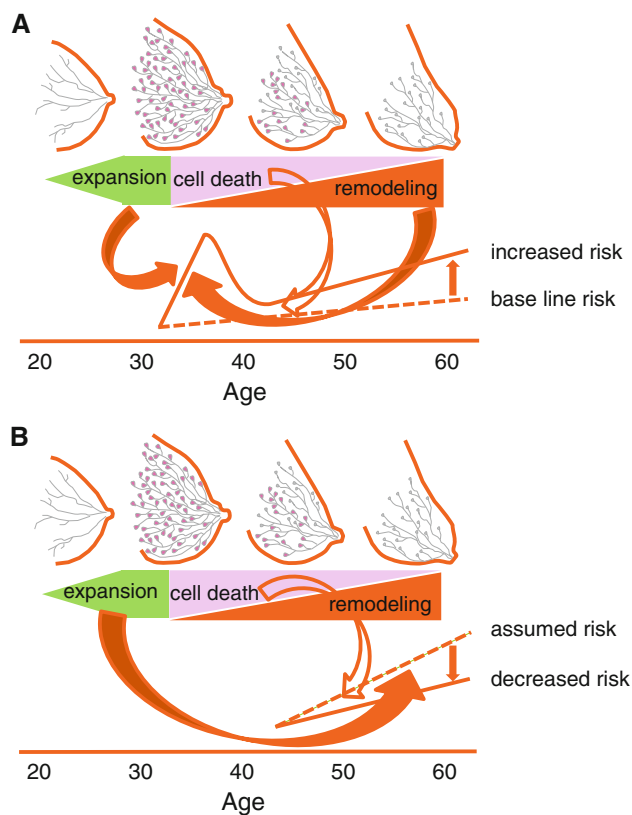 A
expansion
cell death
remodeling
increased risk
base line risk
20 30 40 50 60
Age
B
expansion
cell death
remodeling
assumed risk
decreased risk
20 30 40 50 60
Age